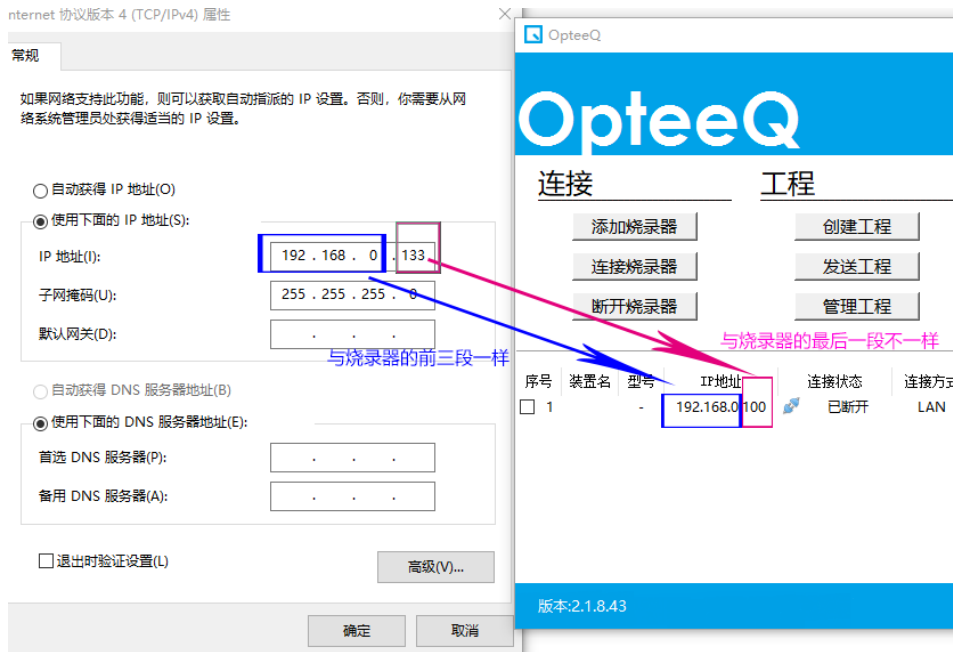 nternet 协议版本 4 (TCP/IPv4) 属性
常规
如果网络支持此功能，则可以获取自动指派的 IP 设置。否则，你需要从网
络系统管理员处获得适当的 IP 设置。
自动获得 IP 地址(O)
使用下面的 IP 地址(S):
IP 地址(I):
192 . 168 . 0 . 133
子网掩码(U):
255 . 255 . 255 . 0
默认网关(D):
. . .
与烧录器的前三段一样
自动获得 DNS 服务器地址(B)
使用下面的 DNS 服务器地址(E):
首选 DNS 服务器(P):
. . .
备用 DNS 服务器(A):
. . .
退出时验证设置(L)
高级(V)...
确定
取消
OpteeQ
OpteeQ
连接
工程
添加烧录器
创建工程
连接烧录器
发送工程
断开烧录器
管理工程
与烧录器的最后一段不一样
序号 装置名 型号 IP地址 连接状态 连接方式
1 - 192.168.0.100 已断开 LAN
版本:2.1.8.43